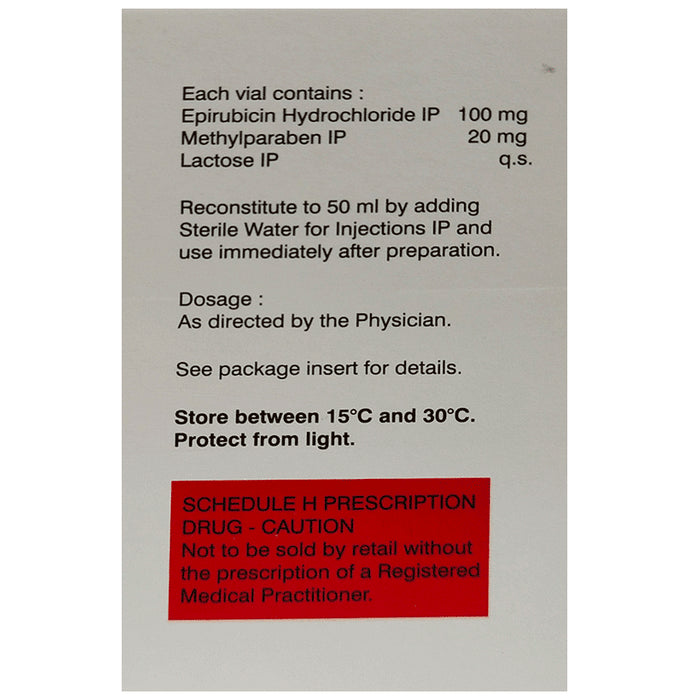 Each vial contains :
Epirubicin Hydrochloride IP 100 mg
Methylparaben IP 20 mg
Lactose IP q.s.
Reconstitute to 50 ml by adding
Sterile Water for Injections IP and
use immediately after preparation.
Dosage :
As directed by the Physician.
See package insert for details.
Store between 15°C and 30°C.
Protect from light.
SCHEDULE H PRESCRIPTION
DRUG - CAUTION
Not to be sold by retail without
the prescription of a Registered
Medical Practitioner.